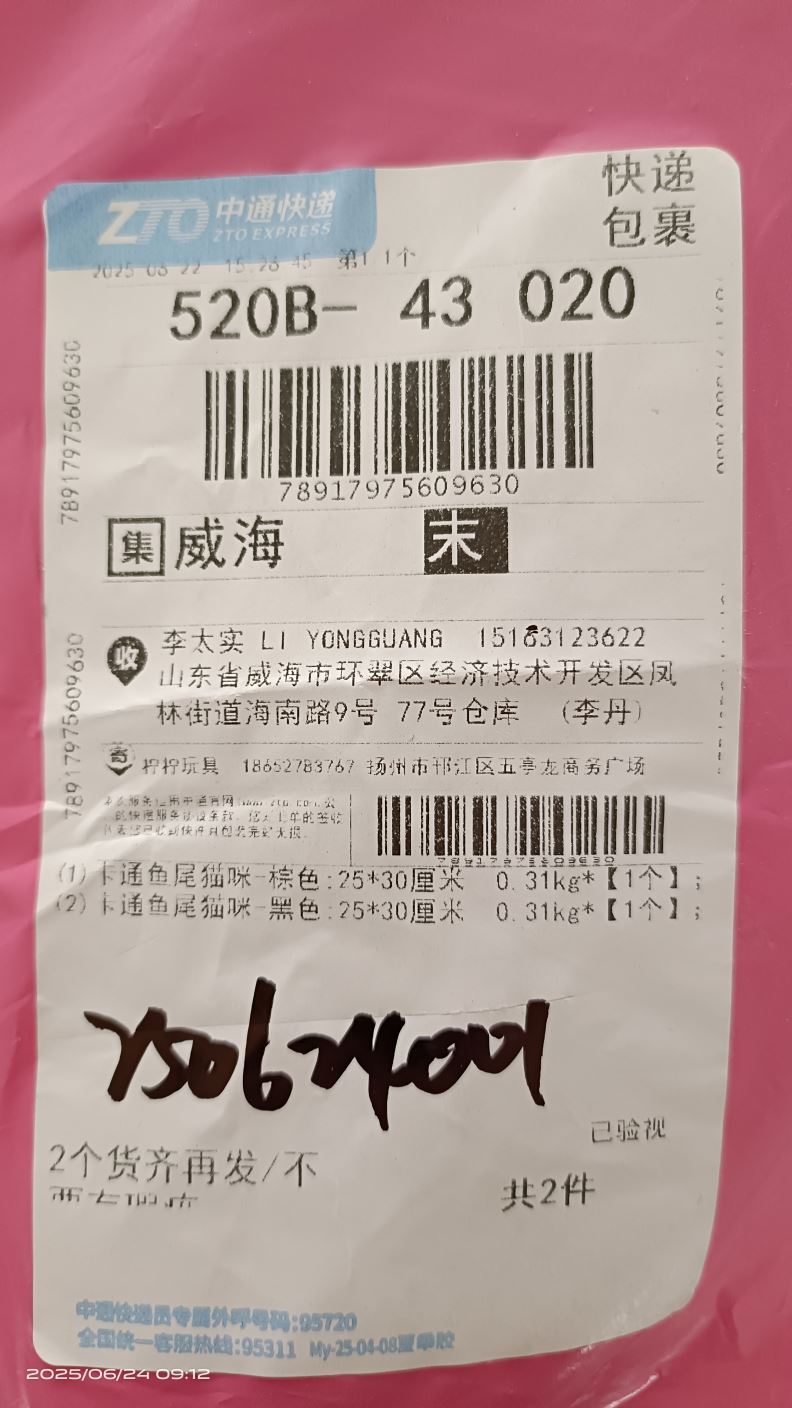 ZTO 中通快递
ZTO EXPRESS
快递
包裹
第1 1个
520B- 43 020
78917975609630
78917975609630
集 威海 末
收 李太实 LI YONGGUANG 15163123622
山东省威海市环翠区经济技术开发区凤
林街道海南路9号 77号仓库 (李丹)
78917975609630
寄 柠柠玩具 18652783767 扬州市邗江区五亭龙商务广场
(1) 卡通鱼尾猫咪-棕色:25*30厘米 0.31kg*【1个】;
(2) 卡通鱼尾猫咪-黑色:25*30厘米 0.31kg*【1个】;
250624001
已验视
2个货齐再发/不
共2件
中通快递员专属外呼号码:95720
全国统一客服热线:95311 My-25-04-08夏季胶
2025/06/24 09:12